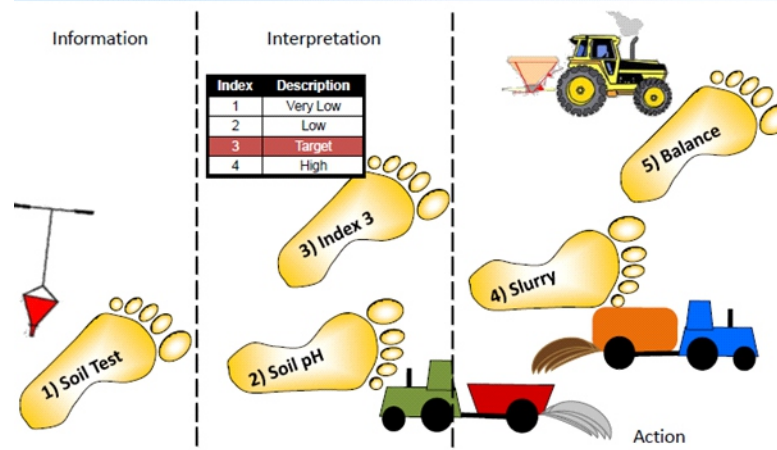 Information
Interpretation
Index Description
1 Very Low
2 Low
3 Target
4 High
1) Soil Test
2) Soil pH
3) Index 3
4) Slurry
5) Balance
Action